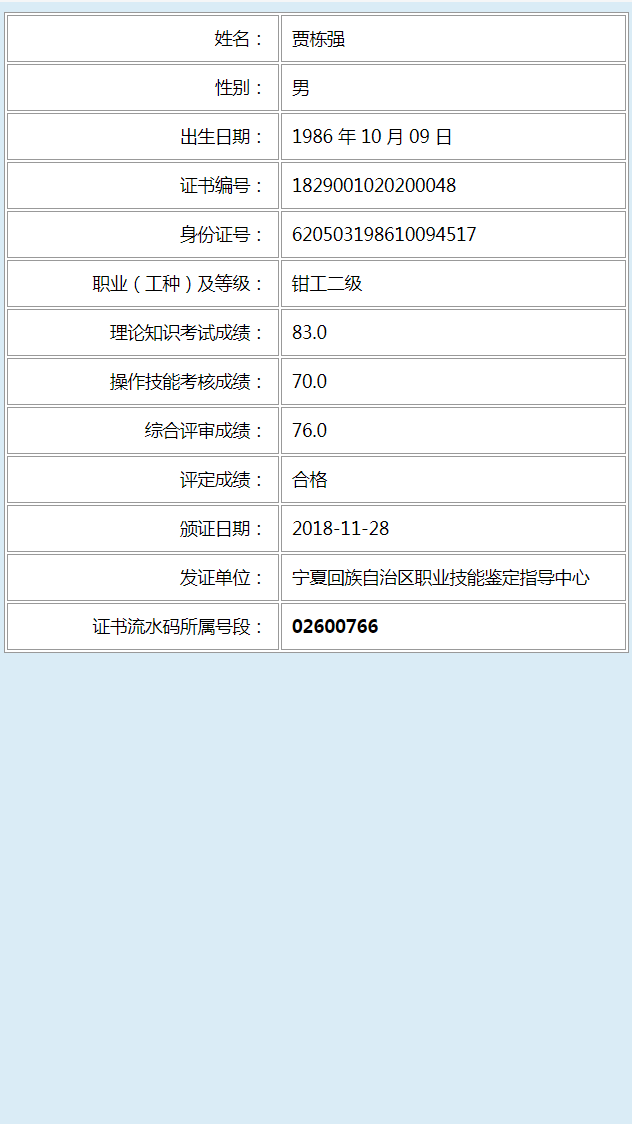 姓名： 贾栋强
性别： 男
出生日期： 1986 年 10 月 09 日
证书编号： 1829001020200048
身份证号： 620503198610094517
职业（工种）及等级： 钳工二级
理论知识考试成绩： 83.0
操作技能考核成绩： 70.0
综合评审成绩： 76.0
评定成绩： 合格
颁证日期： 2018-11-28
发证单位： 宁夏回族自治区职业技能鉴定指导中心
证书流水码所属号段： 02600766